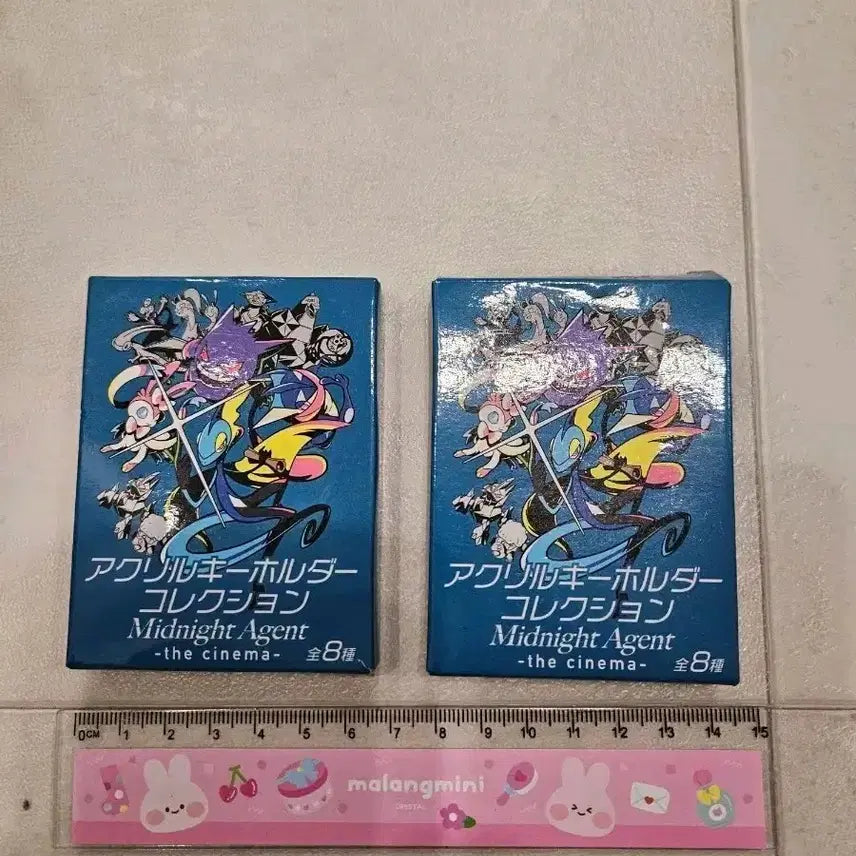 アクリルキーホルダー
コレクション
Midnight Agent
-the cinema-
全8種
アクリルキーホルダー
コレクション
Midnight Agent
-the cinema-
全8種
0CM 1 2 3 4 5 6 7 8 9 10 11 12 13 14 15
malangmini
CRYSTAL